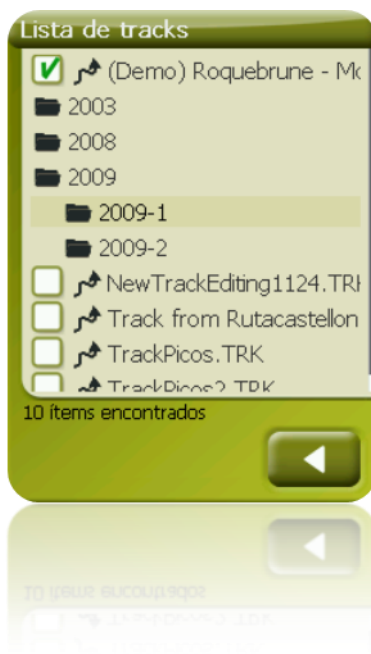 Lista de tracks
(Demo) Roquebrune - Mo
2003
2008
2009
2009-1
2009-2
NewTrackEditing1124.TRK
Track from Rutacastellon
TrackPicos.TRK
TrackPicos2.TRK
10 ítems encontrados